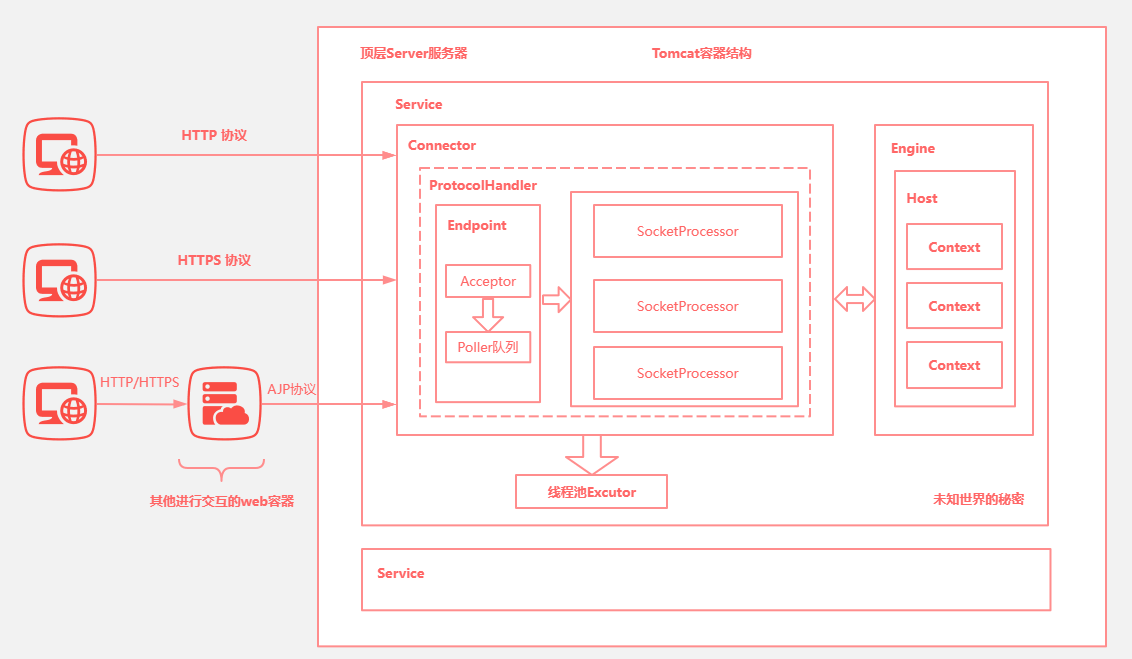 顶层Server服务器
Tomcat容器结构
Service
HTTP 协议
Connector
Engine
ProtocolHandler
Host
Endpoint
SocketProcessor
Context
HTTPS 协议
Acceptor
SocketProcessor
Context
Poller队列
SocketProcessor
Context
HTTP/HTTPS
AJP协议
其他进行交互的web容器
线程池Excutor
未知世界的秘密
Service